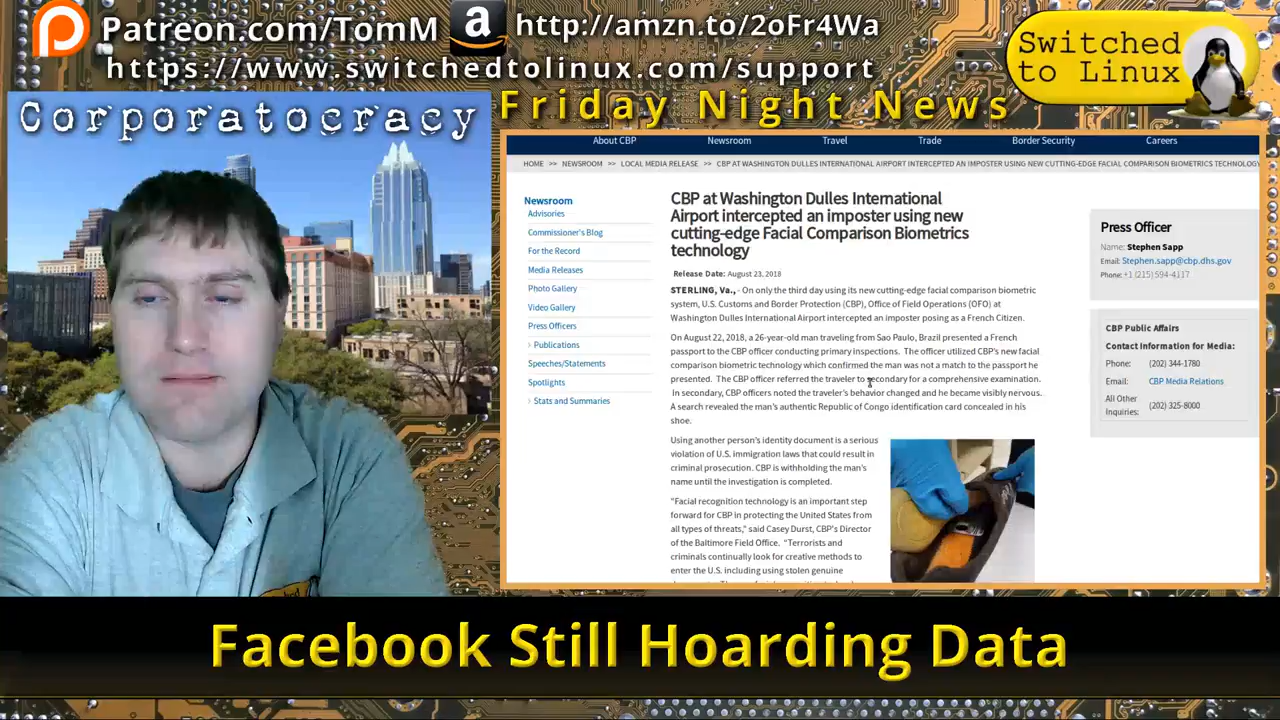 Patreon.com/TomM
http://amzn.to/2oFr4Wa
https://www.switchedtolinux.com/support
Switched
to Linux
Corporatocracy
Friday Night News
About CBP
Newsroom
Travel
Trade
Border Security
Careers
HOME >> NEWSROOM >> LOCAL MEDIA RELEASE >> CBP AT WASHINGTON DULLES INTERNATIONAL AIRPORT INTERCEPTED AN IMPOSTER USING NEW CUTTING-EDGE FACIAL COMPARISON BIOMETRICS TECHNOLOGY
Newsroom
Advisories
Commissioner's Blog
For the Record
Media Releases
Photo Gallery
Video Gallery
Press Officers
› Publications
Speeches/Statements
Spotlights
› Stats and Summaries
CBP at Washington Dulles International
Airport intercepted an imposter using new
cutting-edge Facial Comparison Biometrics
technology
Release Date: August 23, 2018
STERLING, Va., - On only the third day using its new cutting-edge facial comparison biometric
system, U.S. Customs and Border Protection (CBP), Office of Field Operations (OFO) at
Washington Dulles International Airport intercepted an imposter posing as a French Citizen.
On August 22, 2018, a 26-year-old man traveling from Sao Paulo, Brazil presented a French
passport to the CBP officer conducting primary inspections. The officer utilized CBP's new facial
comparison biometric technology which confirmed the man was not a match to the passport he
presented. The CBP officer referred the traveler to secondary for a comprehensive examination.
In secondary, CBP officers noted the traveler's behavior changed and he became visibly nervous.
A search revealed the man's authentic Republic of Congo identification card concealed in his
shoe.
Using another person's identity document is a serious
violation of U.S. immigration laws that could result in
criminal prosecution. CBP is withholding the man's
name until the investigation is completed.
"Facial recognition technology is an important step
forward for CBP in protecting the United States from
all types of threats," said Casey Durst, CBP's Director
of the Baltimore Field Office. "Terrorists and
criminals continually look for creative methods to
enter the U.S. including using stolen genuine
Press Officer
Name: Stephen Sapp
Email: Stephen.sapp@cbp.dhs.gov
Phone: +1 (215) 594-4117
CBP Public Affairs
Contact Information for Media:
Phone: (202) 344-1780
Email: CBP Media Relations
All Other
Inquiries: (202) 325-8000
Facebook Still Hoarding Data